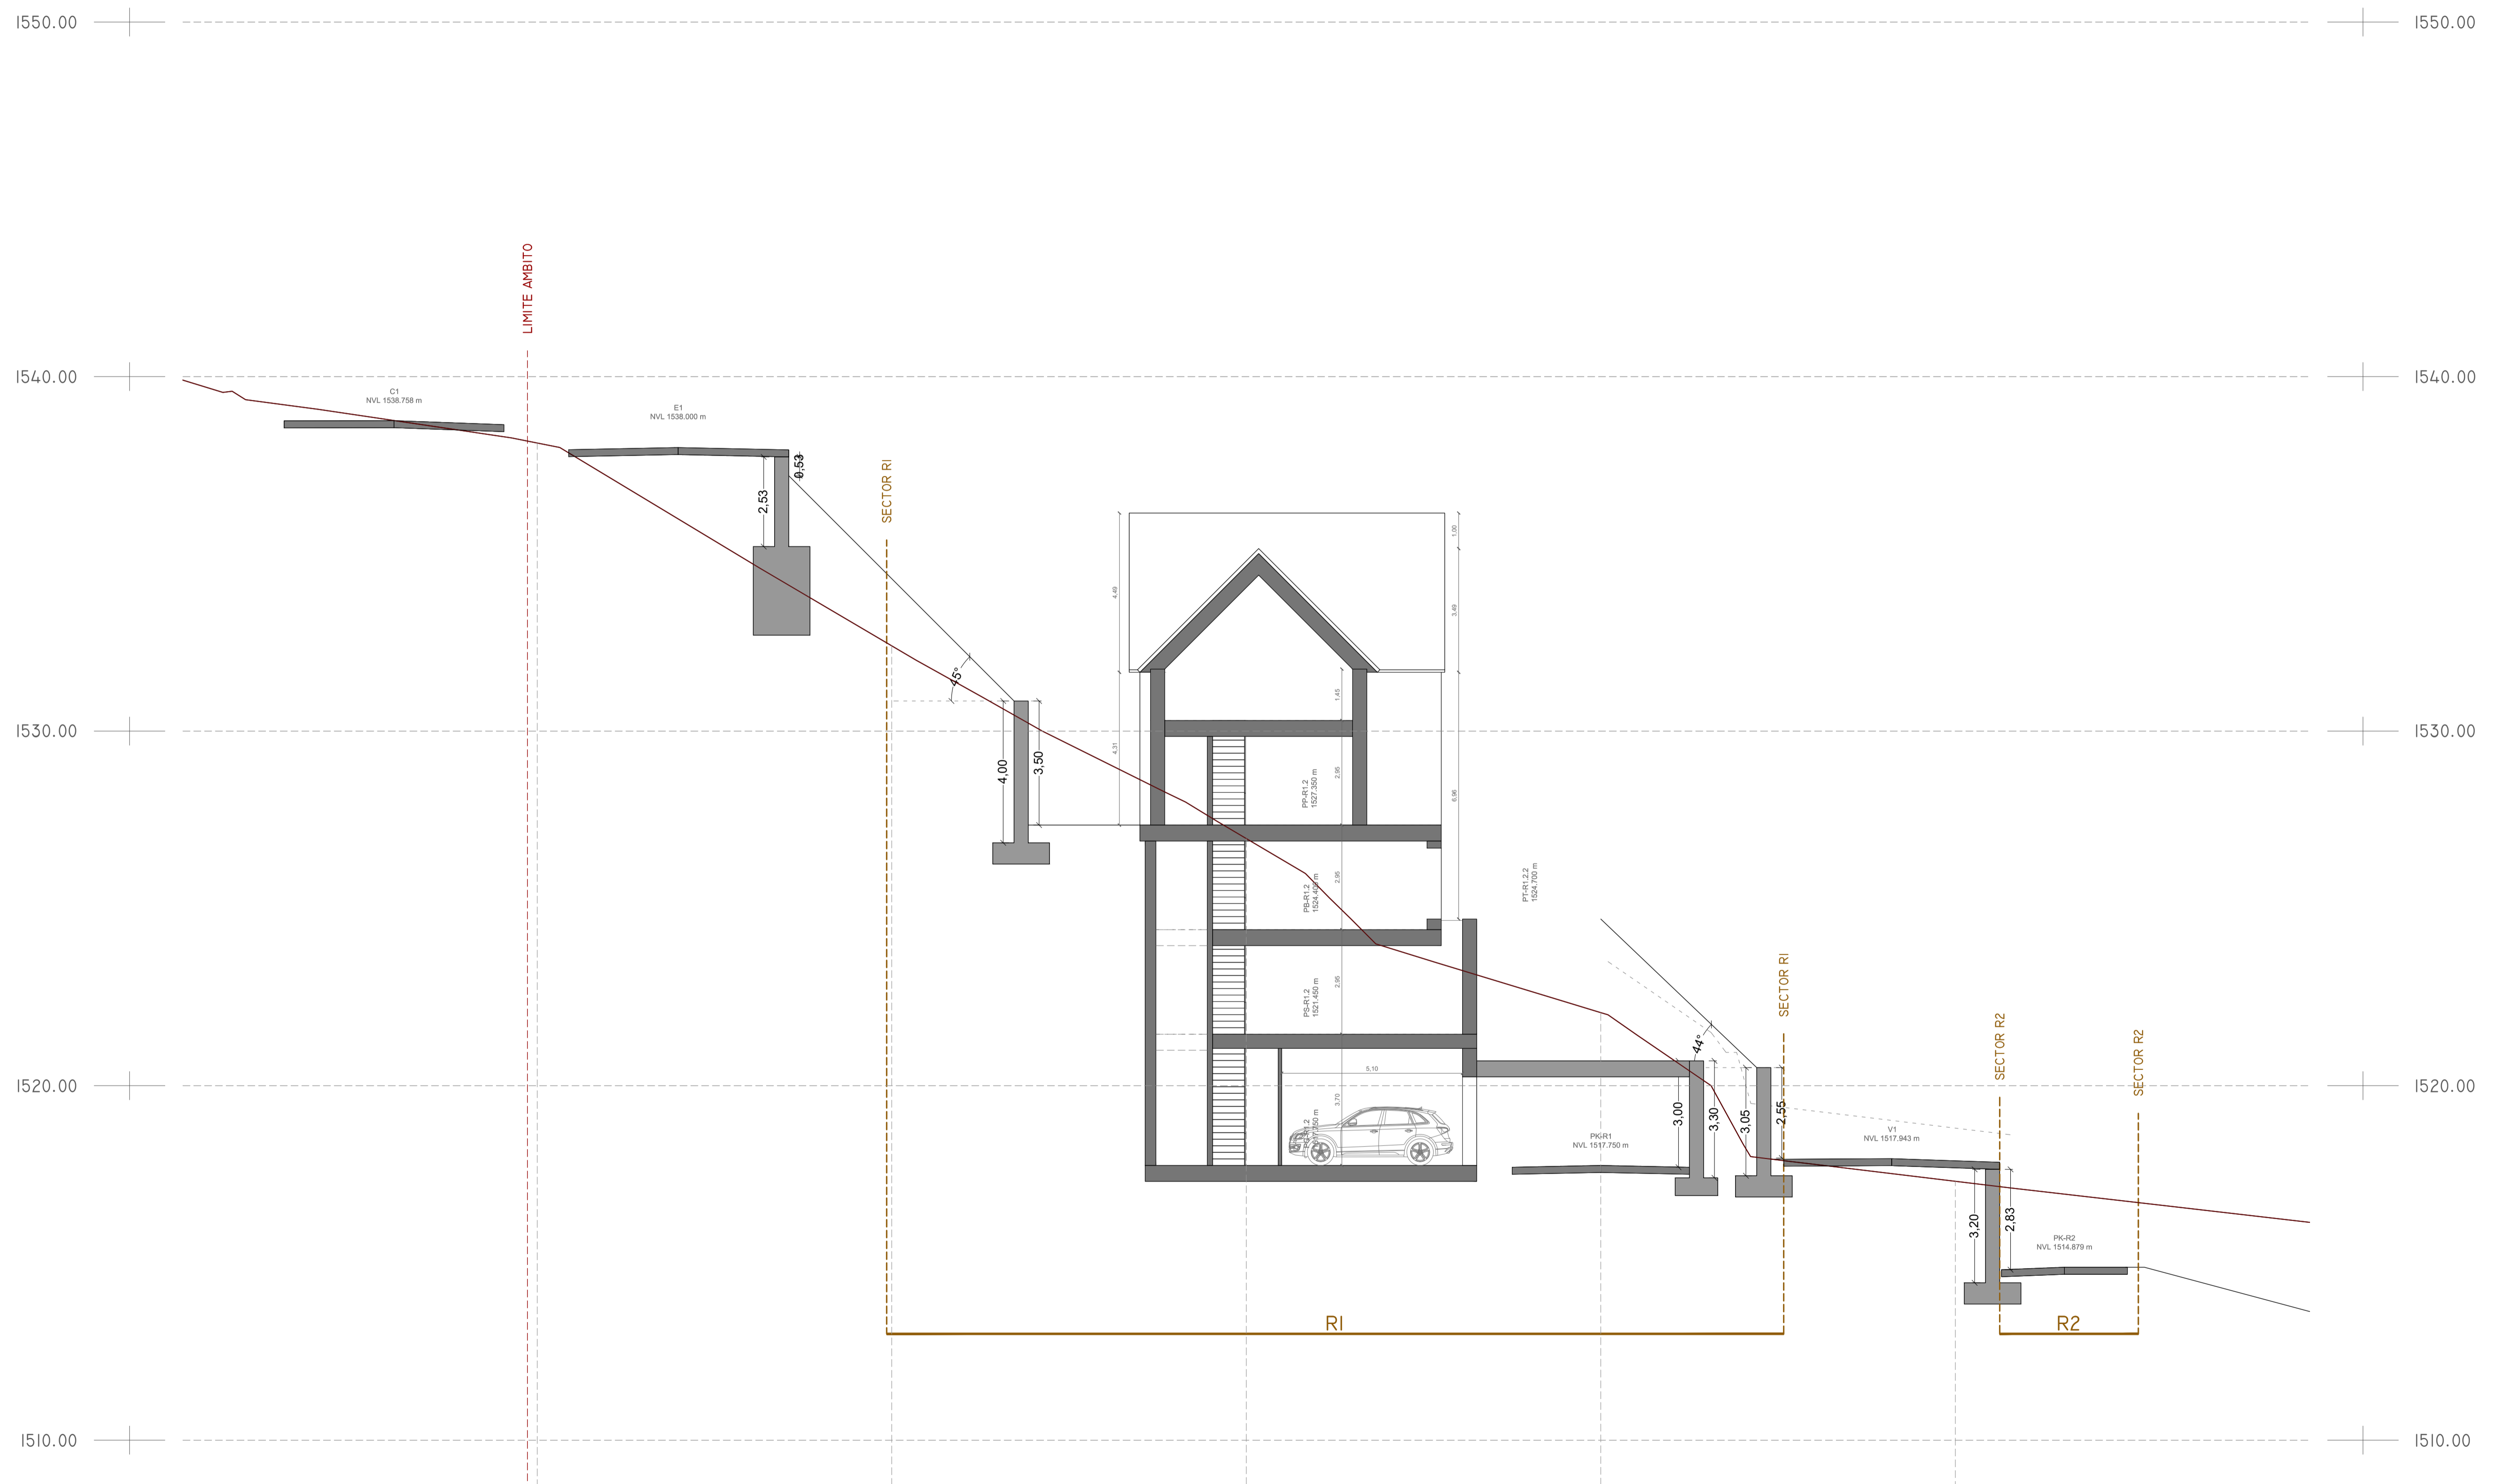 1550.00
1550.00
LIMITE AMBITO
1540.00
1540.00
C1
NVL 1538.758 m
E1
NVL 1538.000 m
0,53
2,53
SECTOR R1
1,00
4,49
3,49
45°
1,45
1530.00
1530.00
4,00
3,50
4,31
PP-R1.2
1527.350 m
2,95
6,96
PB-R1.2
1524.400 m
2,95
PT-R1.2.2
1524.700 m
PS-R1.2
1521.450 m
2,95
SECTOR R1
SECTOR R2
SECTOR R2
44°
1520.00
1520.00
5,10
3,70
1517.750 m
3,00
3,30
3,05
2,55
PK-R1
NVL 1517.750 m
V1
NVL 1517.943 m
3,20
2,83
PK-R2
NVL 1514.879 m
R1
R2
1510.00
1510.00